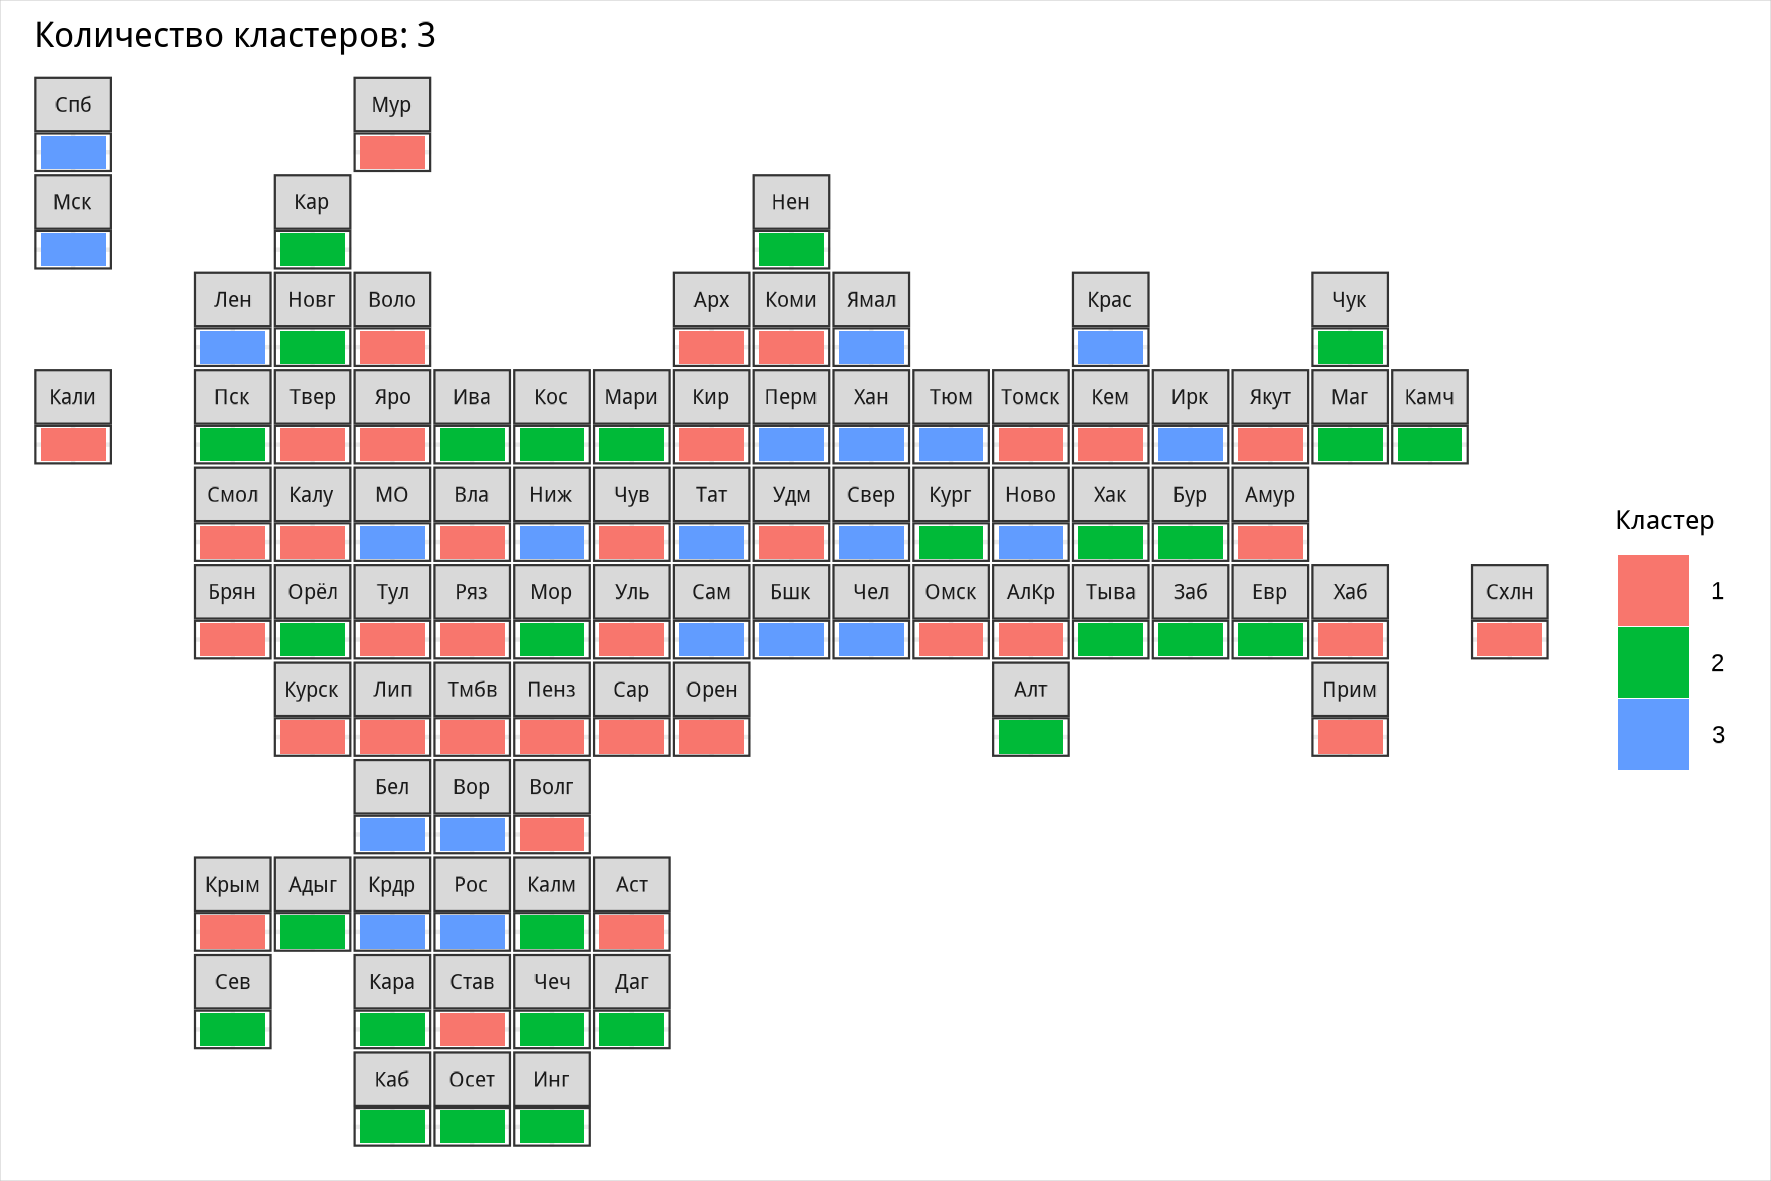 Количество кластеров: 3
Спб Мур
Мск Кар Нен
Лен Новг Воло Арх Коми Ямал Крас Чук
Кали Пск Твер Яро Ива Кос Мари Кир Перм Хан Тюм Томск Кем Ирк Якут Маг Камч
Смол Калу МО Вла Ниж Чув Тат Удм Свер Кург Ново Хак Бур Амур
Кластер
Брян Орёл Тул Ряз Мор Уль Сам Бшк Чел Омск АлКр Тыва Заб Евр Хаб Схлн
1
2
Курск Лип Тмбв Пенз Сар Орен Алт Прим
3
Бел Вор Волг
Крым Адыг Крдр Рос Калм Аст
Сев Кара Став Чеч Даг
Каб Осет Инг